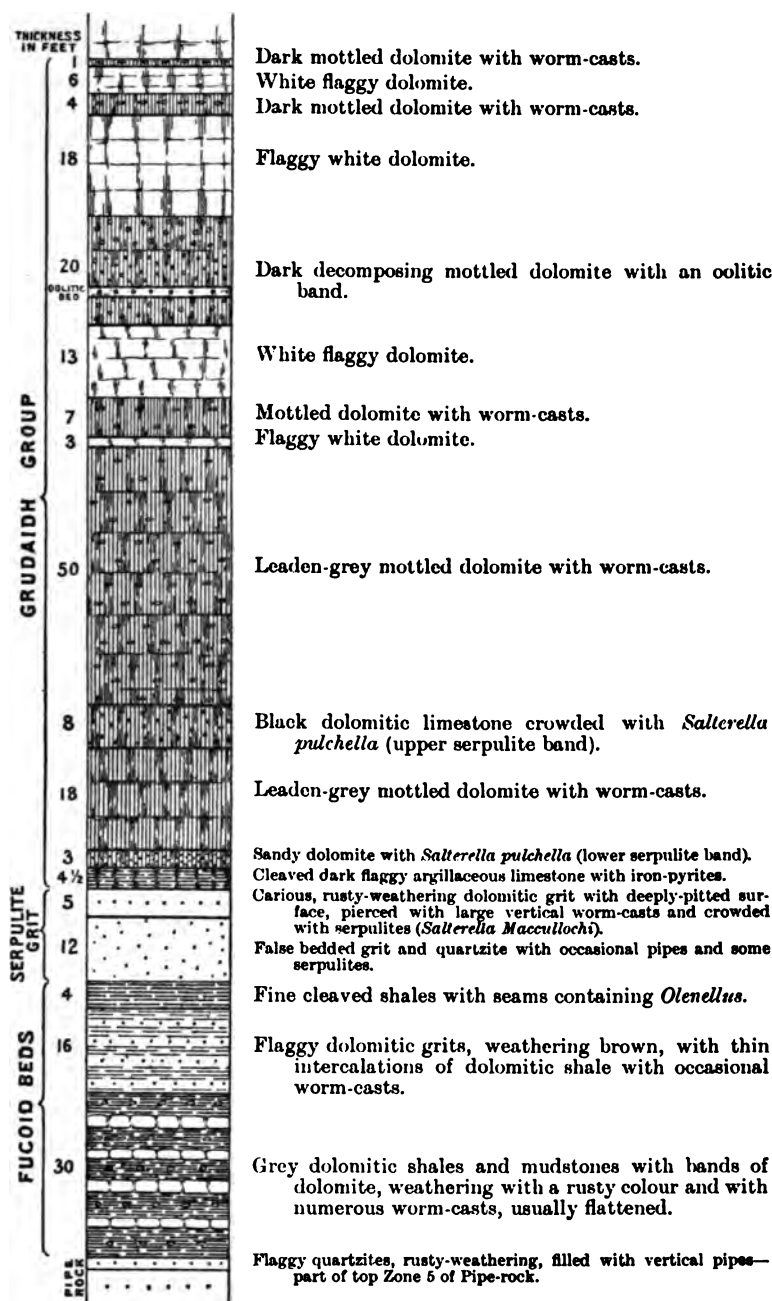 THICKNESS
IN FEET
1
Dark mottled dolomite with worm-casts.
6
White flaggy dolomite.
4
Dark mottled dolomite with worm-casts.
18
Flaggy white dolomite.
20
Dark decomposing mottled dolomite with an oolitic
band.
OOLITIC
BED
13
White flaggy dolomite.
7
Mottled dolomite with worm-casts.
3
Flaggy white dolomite.
GRUDAIDH GROUP
50
Leaden-grey mottled dolomite with worm-casts.
8
Black dolomitic limestone crowded with Salterella
pulchella (upper serpulite band).
18
Leaden-grey mottled dolomite with worm-casts.
3
Sandy dolomite with Salterella pulchella (lower serpulite band).
4 ½
Cleaved dark flaggy argillaceous limestone with iron-pyrites.
SERPULITE
GRIT
5
Carious, rusty-weathering dolomitic grit with deeply-pitted sur-
face, pierced with large vertical worm-casts and crowded
with serpulites (Salterella Maccullochi).
12
False bedded grit and quartzite with occasional pipes and some
serpulites.
FUCOID BEDS
4
Fine cleaved shales with seams containing Olenellus.
16
Flaggy dolomitic grits, weathering brown, with thin
intercalations of dolomitic shale with occasional
worm-casts.
30
Grey dolomitic shales and mudstones with bands of
dolomite, weathering with a rusty colour and with
numerous worm-casts, usually flattened.
PIPE
ROCK
Flaggy quartzites, rusty-weathering, filled with vertical pipes—
part of top Zone 5 of Pipe-rock.